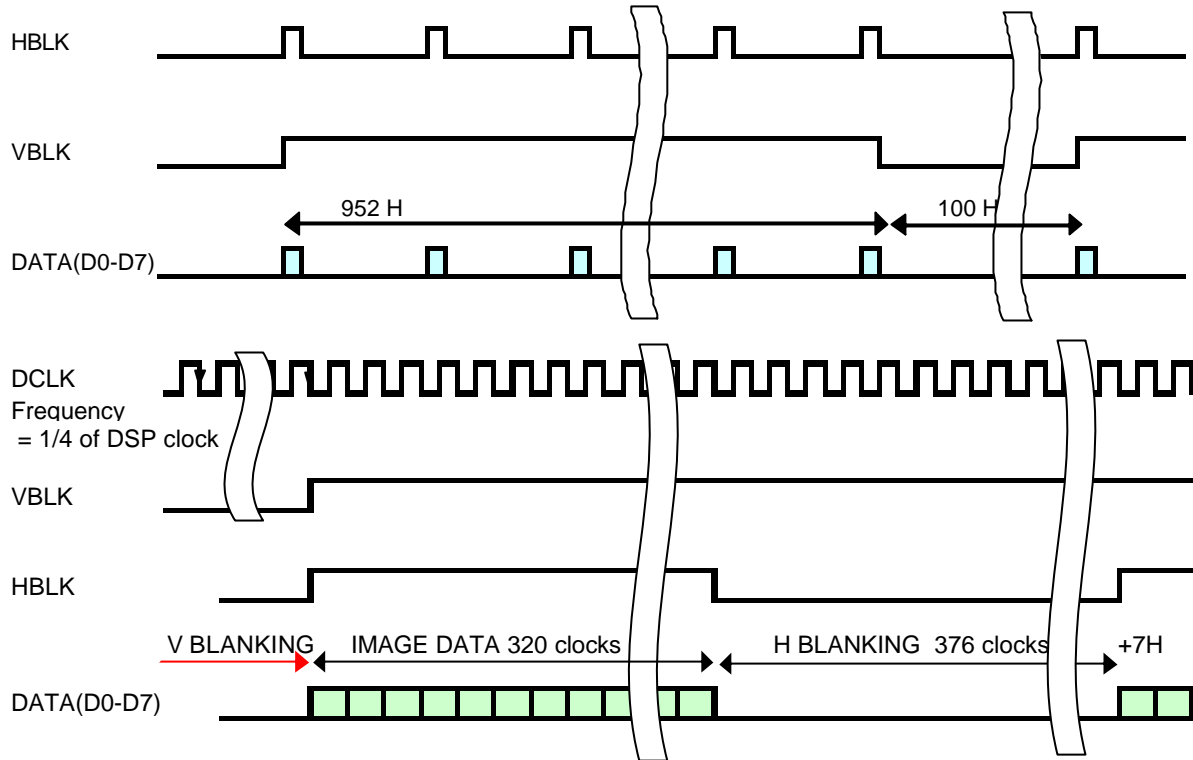 HBLK
VBLK
952 H
100 H
DATA(D0-D7)
DCLK
Frequency
= 1/4 of DSP clock
VBLK
HBLK
V BLANKING
IMAGE DATA 320 clocks
H BLANKING 376 clocks
+7H
DATA(D0-D7)